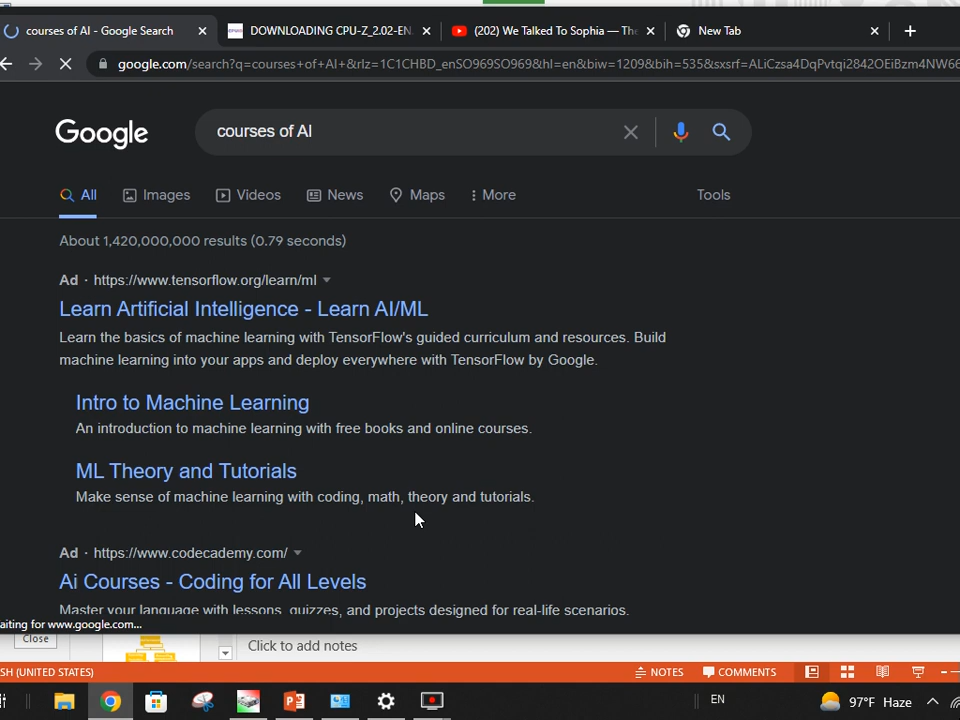 courses of AI - Google Search
DOWNLOADING CPU-Z_2.02-EN.
(202) We Talked To Sophia — The
New Tab
google.com/search?q=courses+of+AI+&rlz=1C1CHBD_enSO969SO969&hl=en&biw=1209&bih=535&sxsrf=ALiCzsa4DqPvtqi2842OEiBzm4NW66
Google
courses of AI
All
Images
Videos
News
Maps
More
Tools
About 1,420,000,000 results (0.79 seconds)
Ad · https://www.tensorflow.org/learn/ml
Learn Artificial Intelligence - Learn AI/ML
Learn the basics of machine learning with TensorFlow's guided curriculum and resources. Build
machine learning into your apps and deploy everywhere with TensorFlow by Google.
Intro to Machine Learning
An introduction to machine learning with free books and online courses.
ML Theory and Tutorials
Make sense of machine learning with coding, math, theory and tutorials.
Ad · https://www.codecademy.com/
Ai Courses - Coding for All Levels
Master your language with lessons, quizzes, and projects designed for real-life scenarios.
aiting for www.google.com...
Close
Click to add notes
SH (UNITED STATES)
NOTES
COMMENTS
EN
97°F Haze